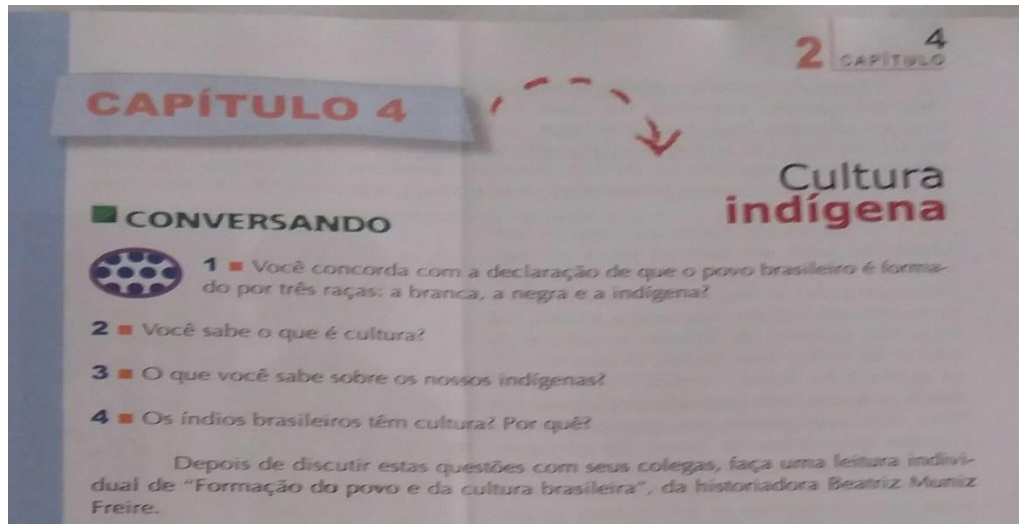 2 4
CAPÍTULO
CAPÍTULO 4
Cultura
indígena
CONVERSANDO
1 ■ Você concorda com a declaração de que o povo brasileiro é forma-
do por três raças: a branca, a negra e a indígena?
2 ■ Você sabe o que é cultura?
3 ■ O que você sabe sobre os nossos indígenas?
4 ■ Os índios brasileiros têm cultura? Por quê?
Depois de discutir estas questões com seus colegas, faça uma leitura indivi-
dual de “Formação do povo e da cultura brasileira”, da historiadora Beatriz Muniz
Freire.